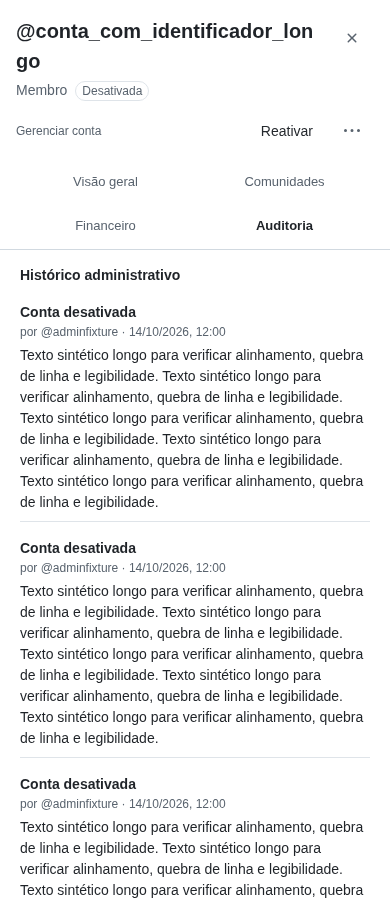 @conta_com_identificador_lon
go
Membro Desativada
Gerenciar conta Reativar
Visão geral Comunidades
Financeiro Auditoria
Histórico administrativo
Conta desativada
por @adminfixture · 14/10/2026, 12:00
Texto sintético longo para verificar alinhamento, quebra
de linha e legibilidade. Texto sintético longo para
verificar alinhamento, quebra de linha e legibilidade.
Texto sintético longo para verificar alinhamento, quebra
de linha e legibilidade. Texto sintético longo para
verificar alinhamento, quebra de linha e legibilidade.
Texto sintético longo para verificar alinhamento, quebra
de linha e legibilidade.
Conta desativada
por @adminfixture · 14/10/2026, 12:00
Texto sintético longo para verificar alinhamento, quebra
de linha e legibilidade. Texto sintético longo para
verificar alinhamento, quebra de linha e legibilidade.
Texto sintético longo para verificar alinhamento, quebra
de linha e legibilidade. Texto sintético longo para
verificar alinhamento, quebra de linha e legibilidade.
Texto sintético longo para verificar alinhamento, quebra
de linha e legibilidade.
Conta desativada
por @adminfixture · 14/10/2026, 12:00
Texto sintético longo para verificar alinhamento, quebra
de linha e legibilidade. Texto sintético longo para
verificar alinhamento, quebra de linha e legibilidade.
Texto sintético longo para verificar alinhamento, quebra